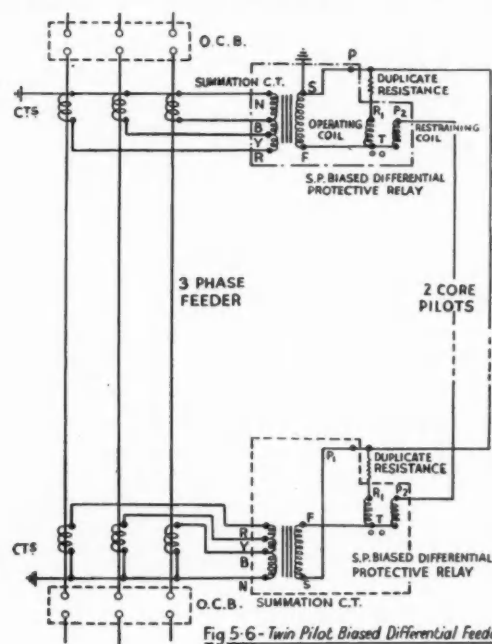 O.C.B.
SUMMATION C.T.
P
S
DUPLICATE
RESISTANCE
CTS
N
B
Y
R
OPERATING
COIL
F
R1
P2
T
RESTRAINING
COIL
S.P. BIASED DIFFERENTIAL
PROTECTIVE RELAY
3 PHASE
FEEDER
2 CORE
PILOTS
P1
DUPLICATE
RESISTANCE
R1
P2
T
F
R
Y
B
N
S
CTS
S.P. BIASED DIFFERENTIAL
PROTECTIVE RELAY
O.C.B.
SUMMATION C.T.
Fig 5·6 - Twin Pilot Biased Differential Feed